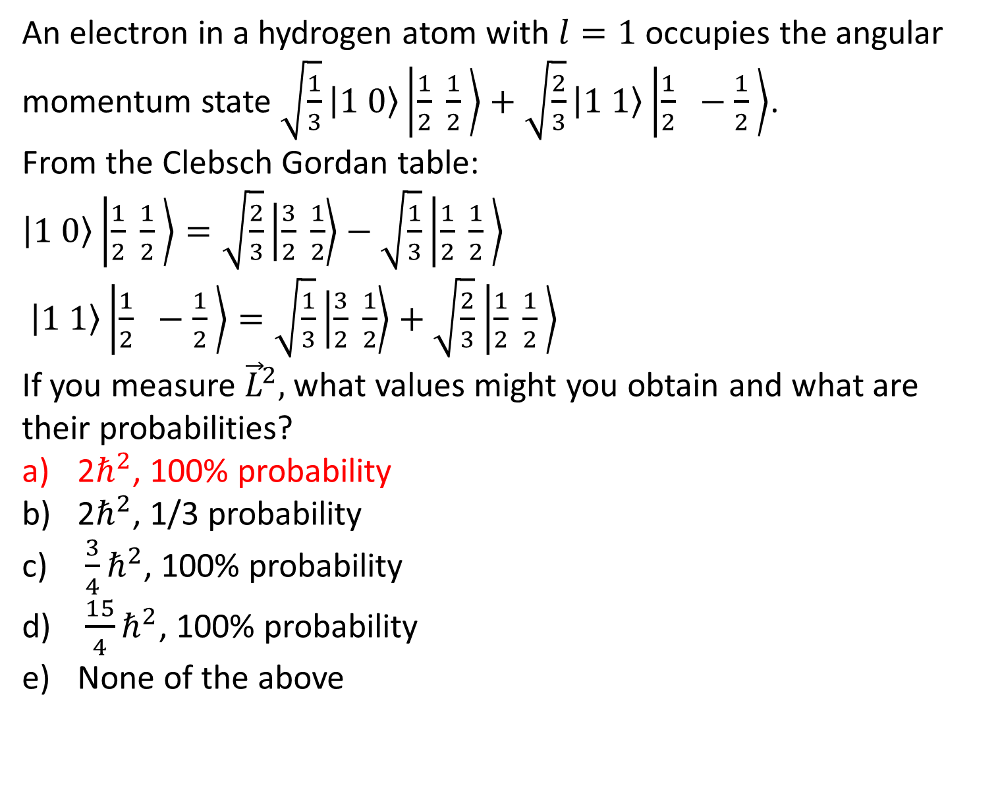 An electron in a hydrogen atom with $l = 1$ occupies the angular
momentum state $\sqrt{\frac{1}{3}}|1\ 0\rangle\left|\frac{1}{2}\ \frac{1}{2}\right\rangle + \sqrt{\frac{2}{3}}|1\ 1\rangle\left|\frac{1}{2}\ -\frac{1}{2}\right\rangle$.
From the Clebsch Gordan table:
$|1\ 0\rangle\left|\frac{1}{2}\ \frac{1}{2}\right\rangle = \sqrt{\frac{2}{3}}\left|\frac{3}{2}\ \frac{1}{2}\right\rangle - \sqrt{\frac{1}{3}}\left|\frac{1}{2}\ \frac{1}{2}\right\rangle$
$|1\ 1\rangle\left|\frac{1}{2}\ -\frac{1}{2}\right\rangle = \sqrt{\frac{1}{3}}\left|\frac{3}{2}\ \frac{1}{2}\right\rangle + \sqrt{\frac{2}{3}}\left|\frac{1}{2}\ \frac{1}{2}\right\rangle$
If you measure $\vec{L}^2$, what values might you obtain and what are
their probabilities?
a) $2\hbar^2$, 100% probability
b) $2\hbar^2$, 1/3 probability
c) $\frac{3}{4}\hbar^2$, 100% probability
d) $\frac{15}{4}\hbar^2$, 100% probability
e) None of the above